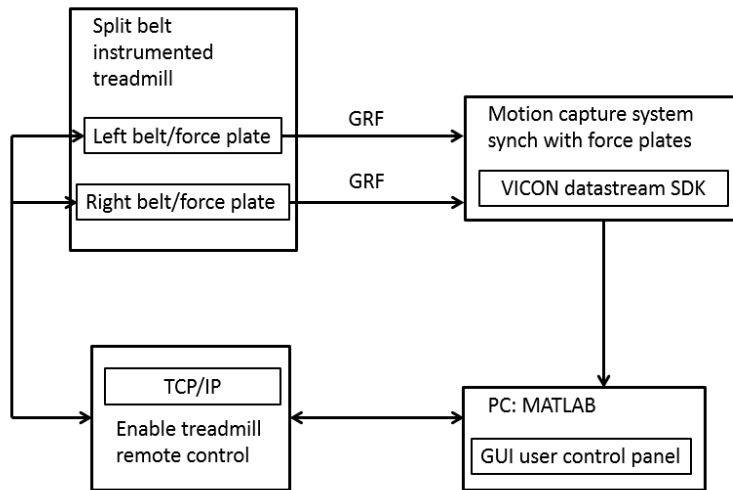 Split belt
instrumented
treadmill
Left belt/force plate
Right belt/force plate
GRF
GRF
Motion capture system
synch with force plates
VICON datastream SDK
TCP/IP
Enable treadmill
remote control
PC: MATLAB
GUI user control panel